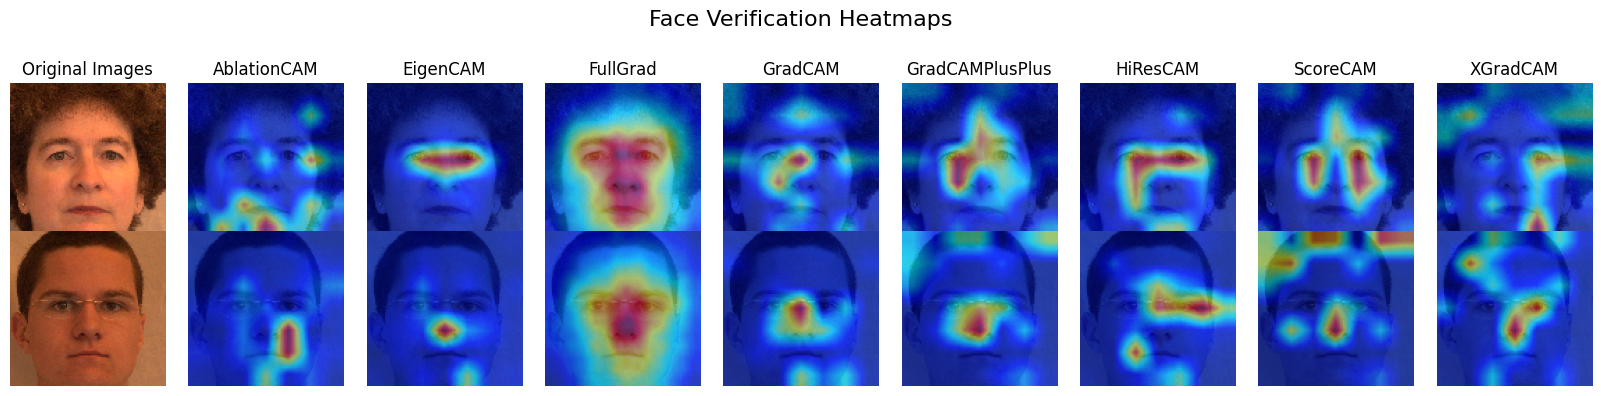 Face Verification Heatmaps
Original Images
AblationCAM
EigenCAM
FullGrad
GradCAM
GradCAMPlusPlus
HiResCAM
ScoreCAM
XGradCAM